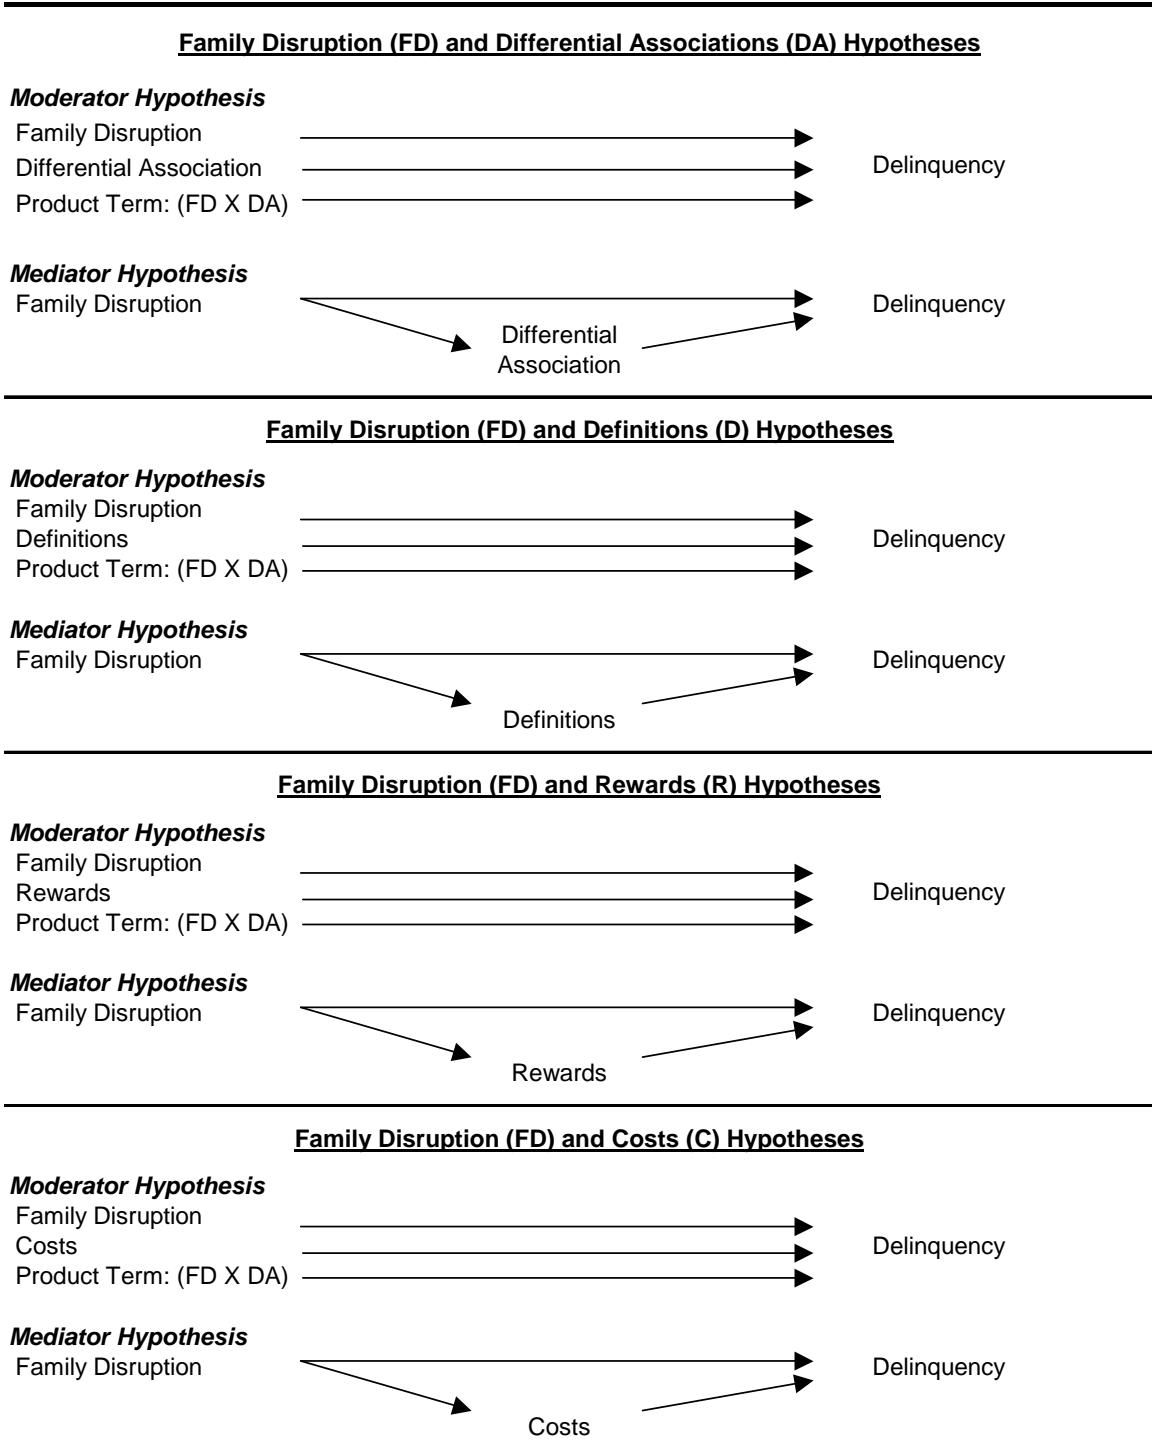 Family Disruption (FD) and Differential Associations (DA) Hypotheses
Moderator Hypothesis
Family Disruption
Differential Association
Delinquency
Product Term: (FD X DA)
Mediator Hypothesis
Family Disruption
Delinquency
Differential
Association
Family Disruption (FD) and Definitions (D) Hypotheses
Moderator Hypothesis
Family Disruption
Definitions
Delinquency
Product Term: (FD X DA)
Mediator Hypothesis
Family Disruption
Delinquency
Definitions
Family Disruption (FD) and Rewards (R) Hypotheses
Moderator Hypothesis
Family Disruption
Rewards
Delinquency
Product Term: (FD X DA)
Mediator Hypothesis
Family Disruption
Delinquency
Rewards
Family Disruption (FD) and Costs (C) Hypotheses
Moderator Hypothesis
Family Disruption
Costs
Delinquency
Product Term: (FD X DA)
Mediator Hypothesis
Family Disruption
Delinquency
Costs